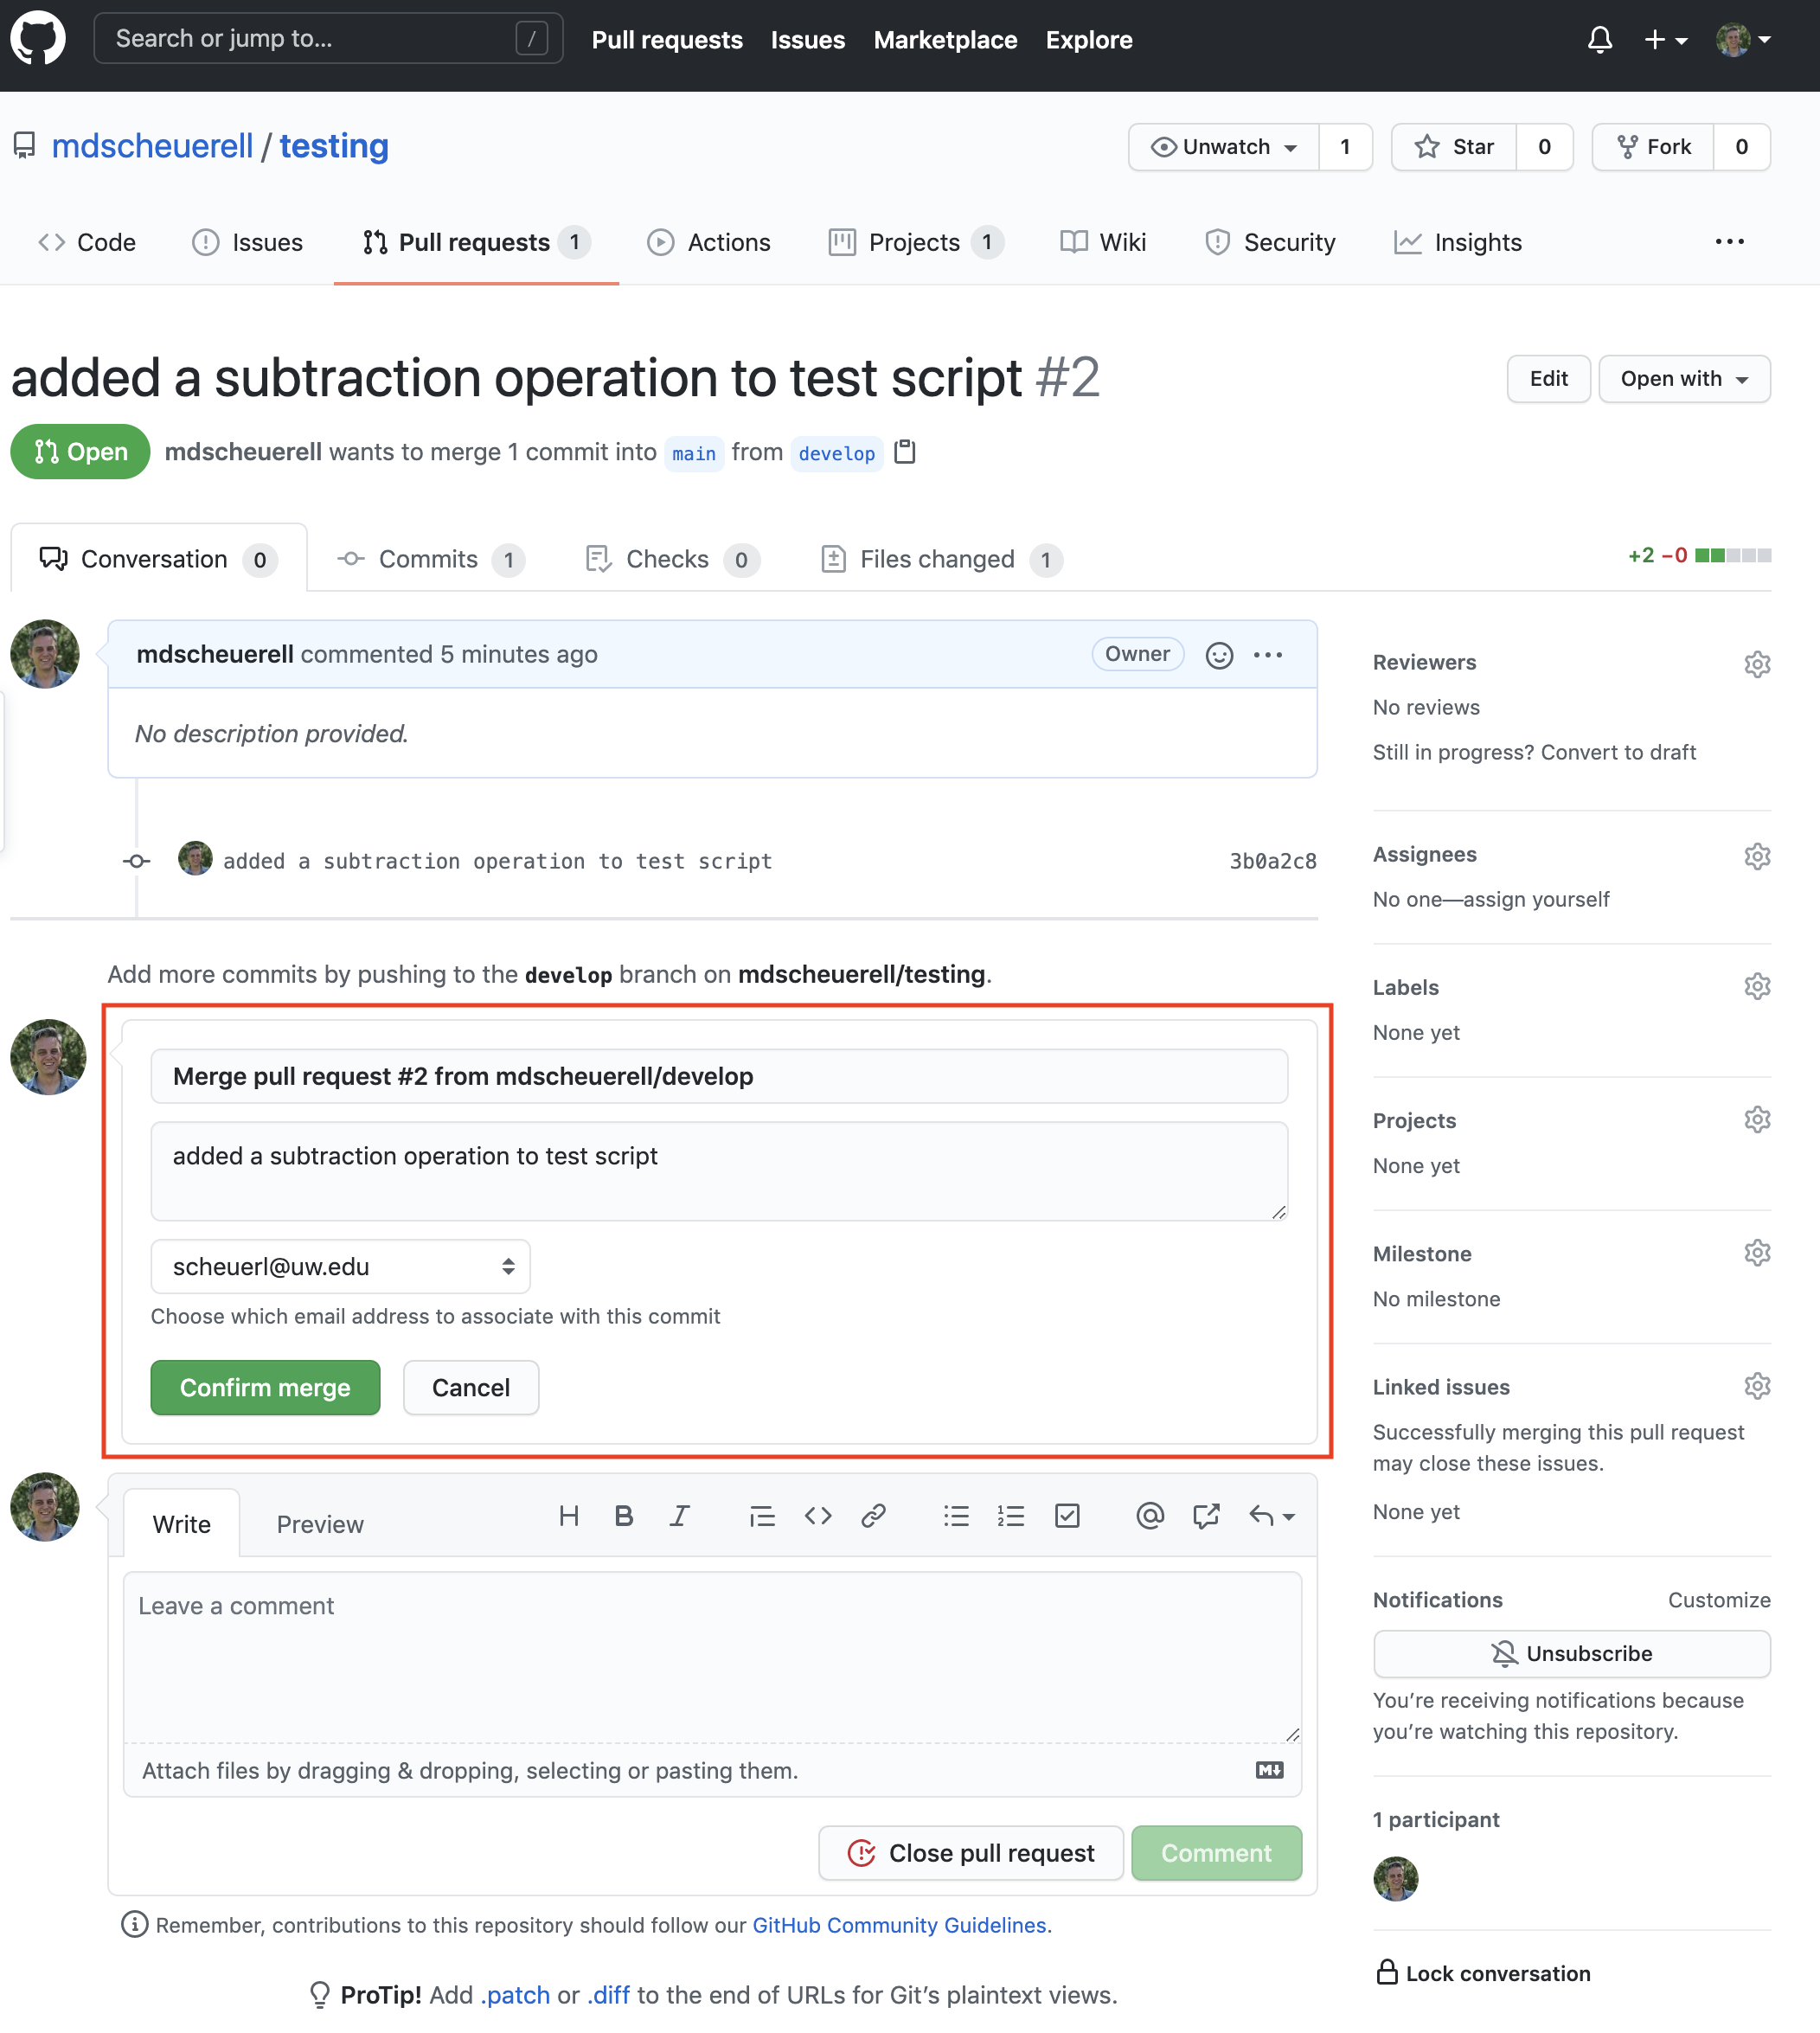 Search or jump to... /
Pull requests Issues Marketplace Explore
mdscheuerell / testing
Unwatch 1 Star 0 Fork 0
Code Issues Pull requests 1 Actions Projects 1 Wiki Security Insights
added a subtraction operation to test script #2
Edit Open with
Open mdscheuerell wants to merge 1 commit into main from develop
Conversation 0 Commits 1 Checks 0 Files changed 1
+2 −0
mdscheuerell commented 5 minutes ago Owner
No description provided.
added a subtraction operation to test script 3b0a2c8
Add more commits by pushing to the develop branch on mdscheuerell/testing.
Merge pull request #2 from mdscheuerell/develop
added a subtraction operation to test script
scheuerl@uw.edu
Choose which email address to associate with this commit
Confirm merge Cancel
Write Preview
Leave a comment
Attach files by dragging & dropping, selecting or pasting them.
Close pull request Comment
Remember, contributions to this repository should follow our GitHub Community Guidelines.
ProTip! Add .patch or .diff to the end of URLs for Git’s plaintext views.
Reviewers
No reviews
Still in progress? Convert to draft
Assignees
No one—assign yourself
Labels
None yet
Projects
None yet
Milestone
No milestone
Linked issues
Successfully merging this pull request
may close these issues.
None yet
Notifications Customize
Unsubscribe
You’re receiving notifications because
you’re watching this repository.
1 participant
Lock conversation